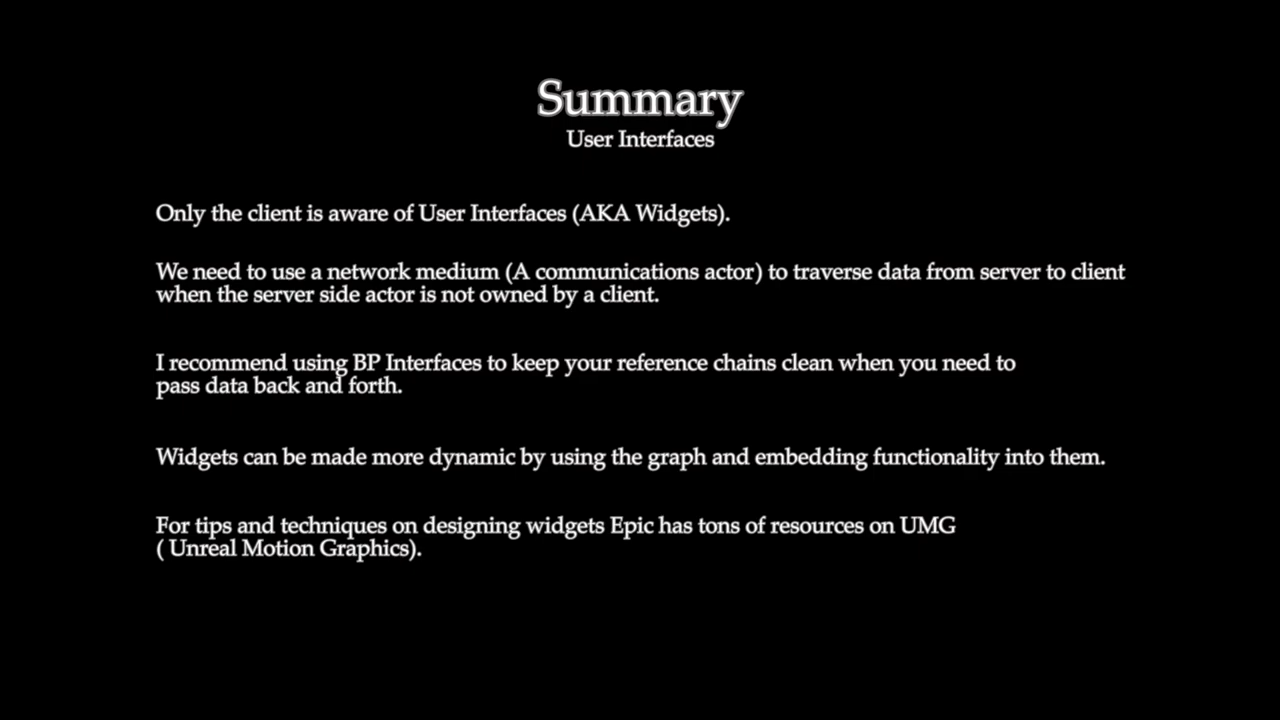 Summary
User Interfaces
Only the client is aware of User Interfaces (AKA Widgets).
We need to use a network medium (A communications actor) to traverse data from server to client
when the server side actor is not owned by a client.
I recommend using BP Interfaces to keep your reference chains clean when you need to
pass data back and forth.
Widgets can be made more dynamic by using the graph and embedding functionality into them.
For tips and techniques on designing widgets Epic has tons of resources on UMG
( Unreal Motion Graphics).